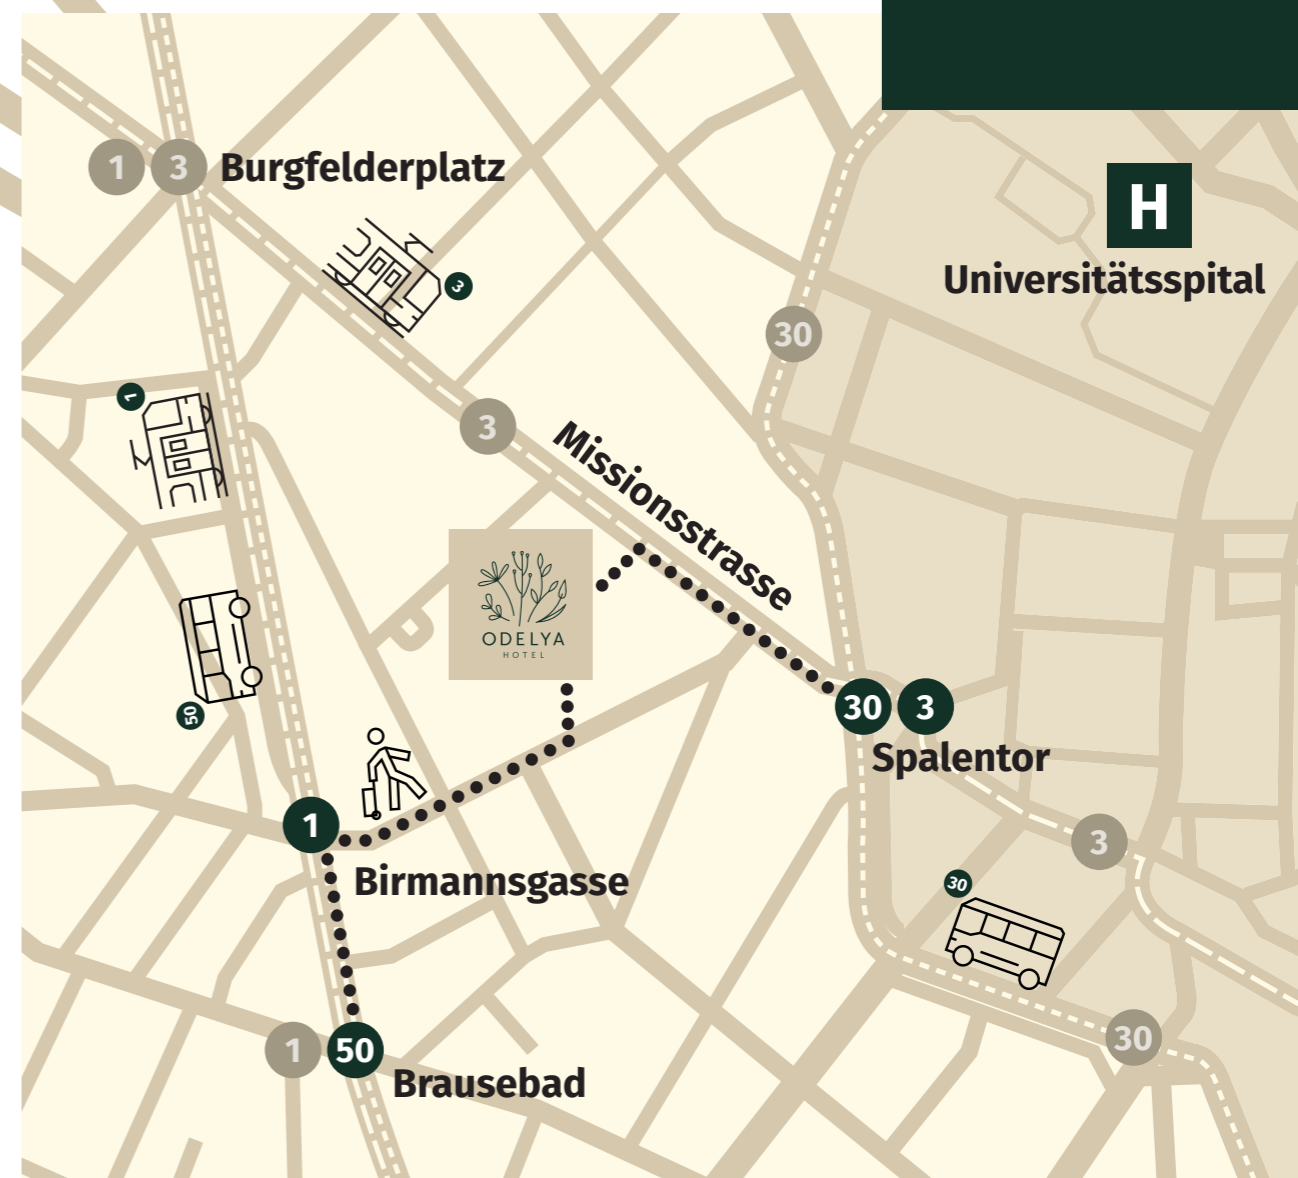 H
Universitätsspital
1 3 Burgfelderplatz
3
30
1
3
Missionsstrasse
ODELYA
HOTEL
50
30 3
Spalentor
1
3
Birmannsgasse
30
1 50
Brausebad
30